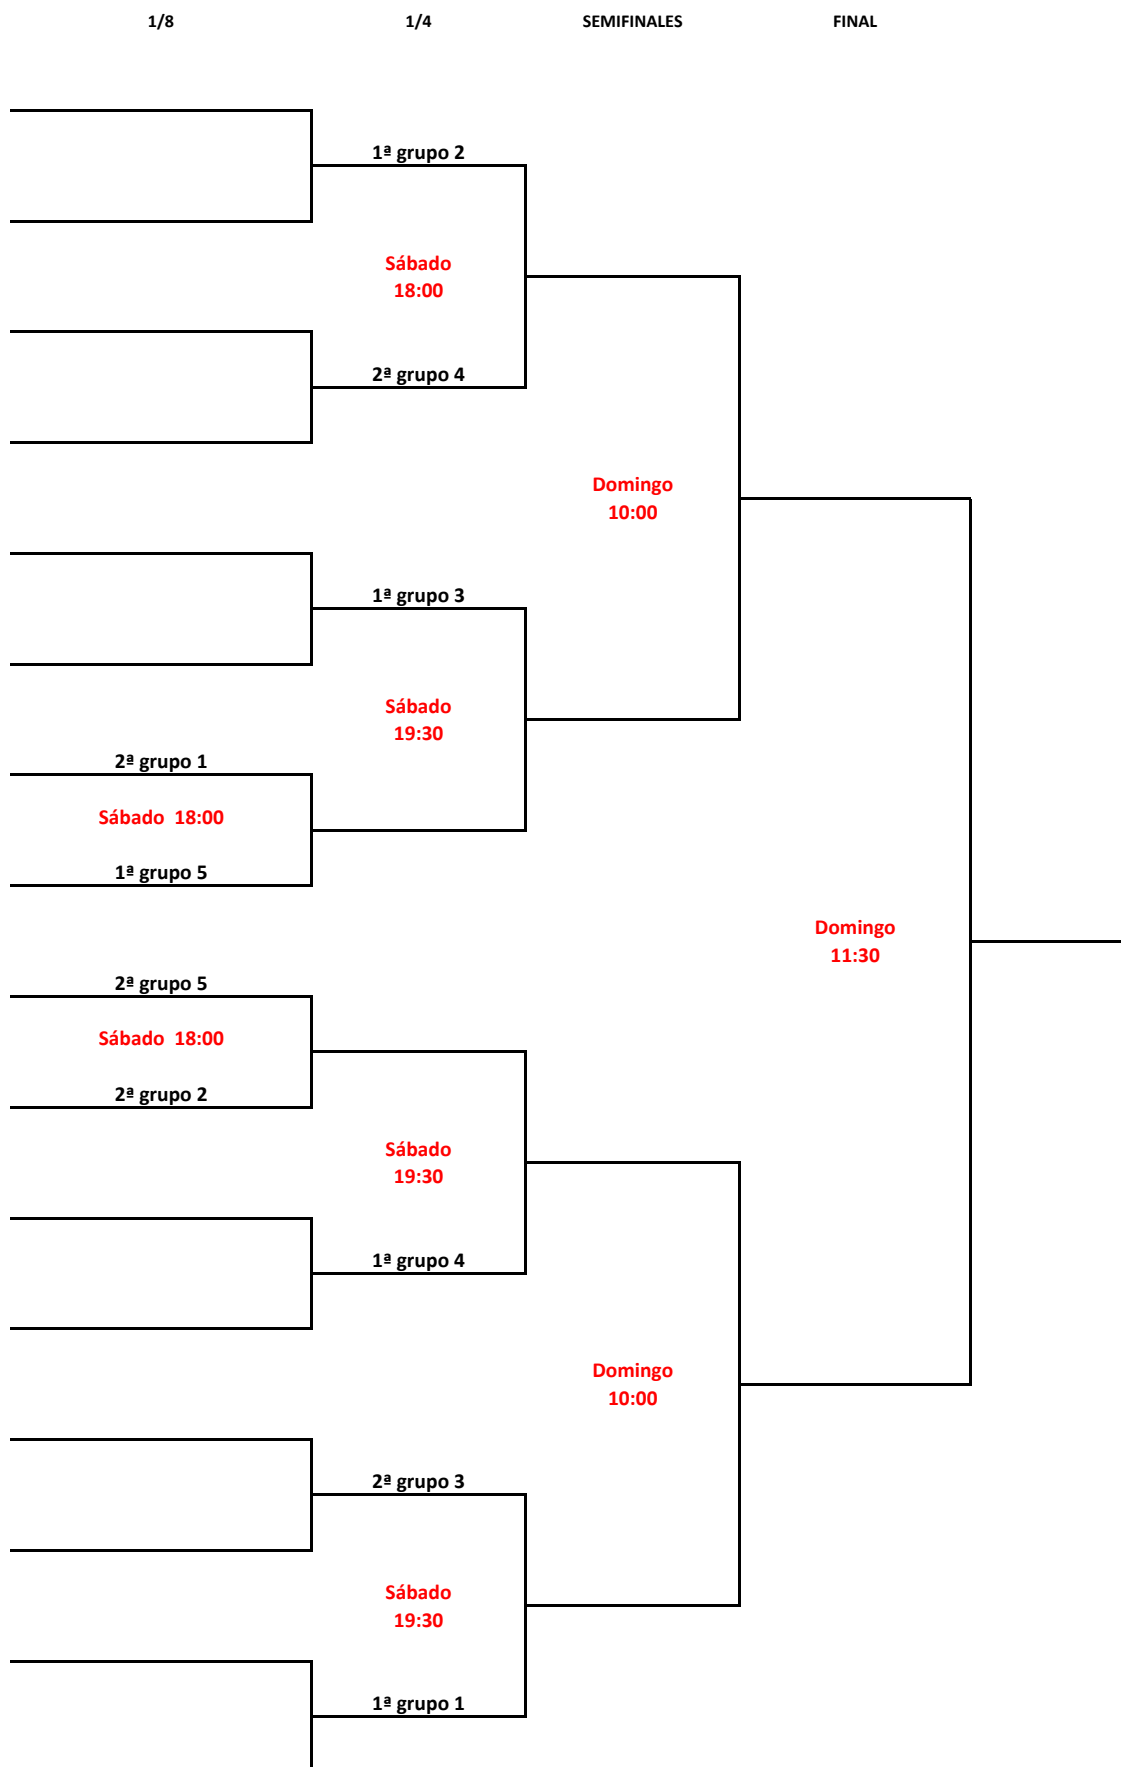 1/8 1/4 SEMIFINALES FINAL
1ª grupo 2
Sábado
18:00
2ª grupo 4
Domingo
10:00
1ª grupo 3
Sábado
19:30
2ª grupo 1
Sábado  18:00
1ª grupo 5
Domingo
11:30
2ª grupo 5
Sábado  18:00
2ª grupo 2
Sábado
19:30
1ª grupo 4
Domingo
10:00
2ª grupo 3
Sábado
19:30
1ª grupo 1